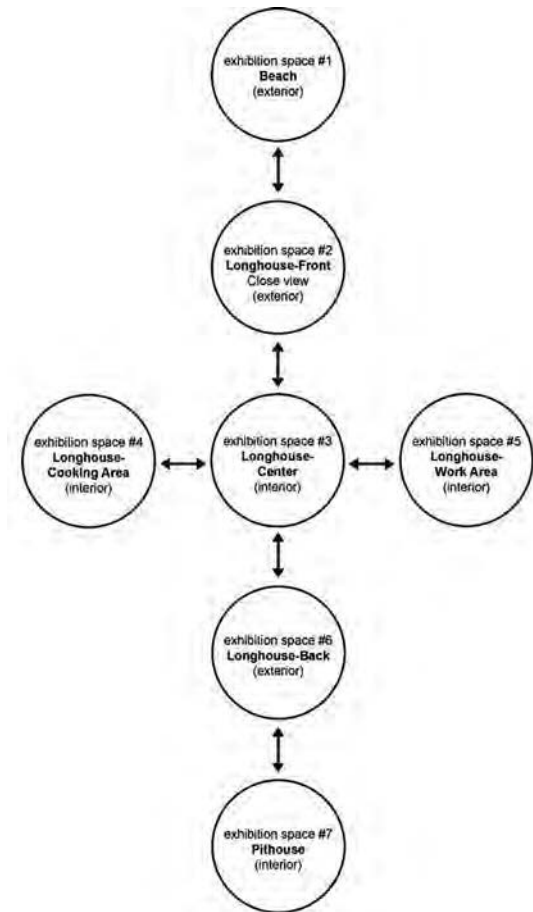 exhibition space #1
Beach
(exterior)
exhibition space #2
Longhouse-Front
Close view
(exterior)
exhibition space #4
Longhouse-
Cooking Area
(interior)
exhibition space #3
Longhouse-
Center
(interior)
exhibition space #5
Longhouse-
Work Area
(interior)
exhibition space #6
Longhouse-Back
(exterior)
exhibition space #7
Pithouse
(interior)